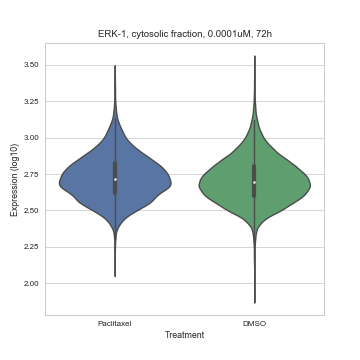 ERK-1, cytosolic fraction, 0.0001uM, 72h
3.50
3.25
3.00
2.75
2.50
2.25
2.00
Expression (log10)
Paclitaxel
DMSO
Treatment